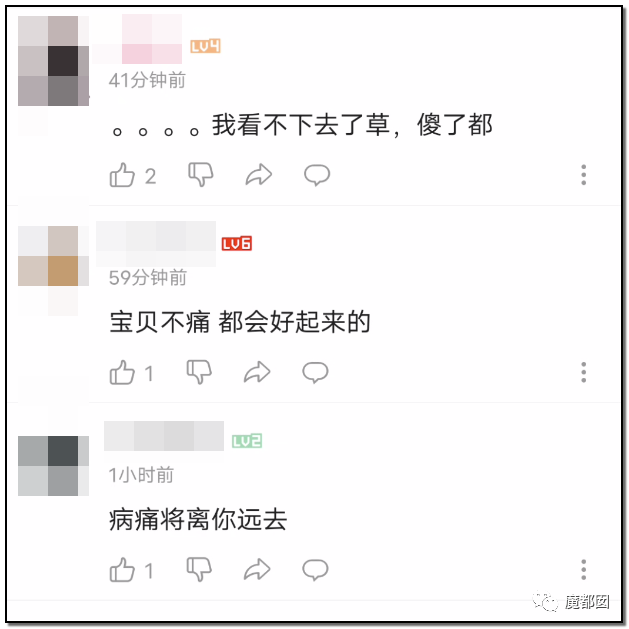 LV4
41分钟前
。。。。我看不下去了草，傻了都
2
LV6
59分钟前
宝贝不痛 都会好起来的
1
LV2
1小时前
病痛将离你远去
1
魔都囡